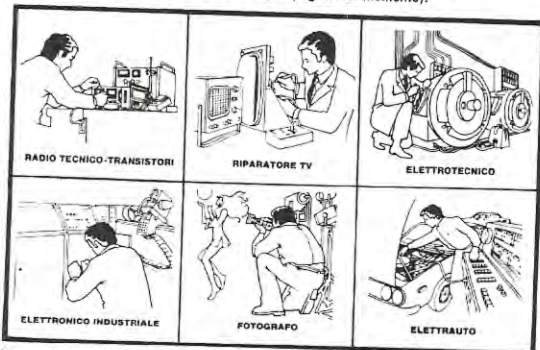 RADIO TECNICO-TRANSISTORI
RIPARATORE TV
ELETTROTECNICO
ELETTRONICO INDUSTRIALE
FOTOGRAFO
ELETTRAUTO